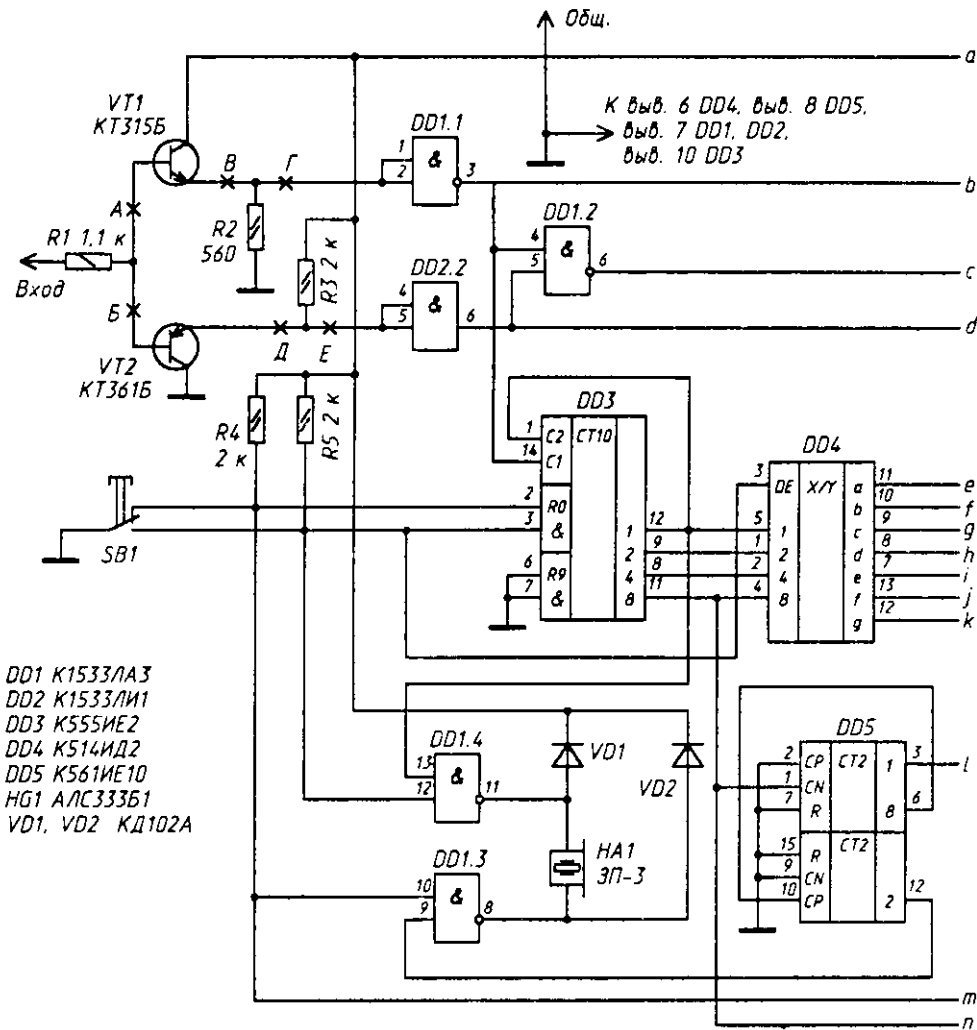 Общ.
a
VT1
КТ315Б
DD1.1
К выв. 6 DD4, выв. 8 DD5,
выв. 7 DD1, DD2,
выв. 10 DD3
В
Г
1
2
&
3
b
А
R1 1,1 к
R2
560
DD1.2
4
5
&
6
c
Вход
R3 2 к
DD2.2
Б
4
5
&
6
d
Д
Е
VT2
КТ361Б
R4
2 к
R5 2 к
DD3
1
C2
CT10
14
C1
2
R0
3
&
6
R9
7
&
1
12
2
9
4
8
8
11
DD4
3
DE
X/Y
a
11
e
b
10
f
5
1
c
9
g
1
2
d
8
h
2
4
e
7
i
4
8
f
13
j
g
12
k
SB1
DD1 К1533ЛА3
DD2 К1533ЛИ1
DD3 К555ИЕ2
DD4 К514ИД2
DD5 К561ИЕ10
HG1 АЛС333Б1
VD1, VD2 КД102А
DD1.4
13
12
&
11
VD1
VD2
DD5
2
CP
CT2
1
3
l
1
CN
7
R
8
6
15
R
CT2
9
CN
10
CP
2
12
HA1
ЗП-3
DD1.3
10
9
&
8
m
n